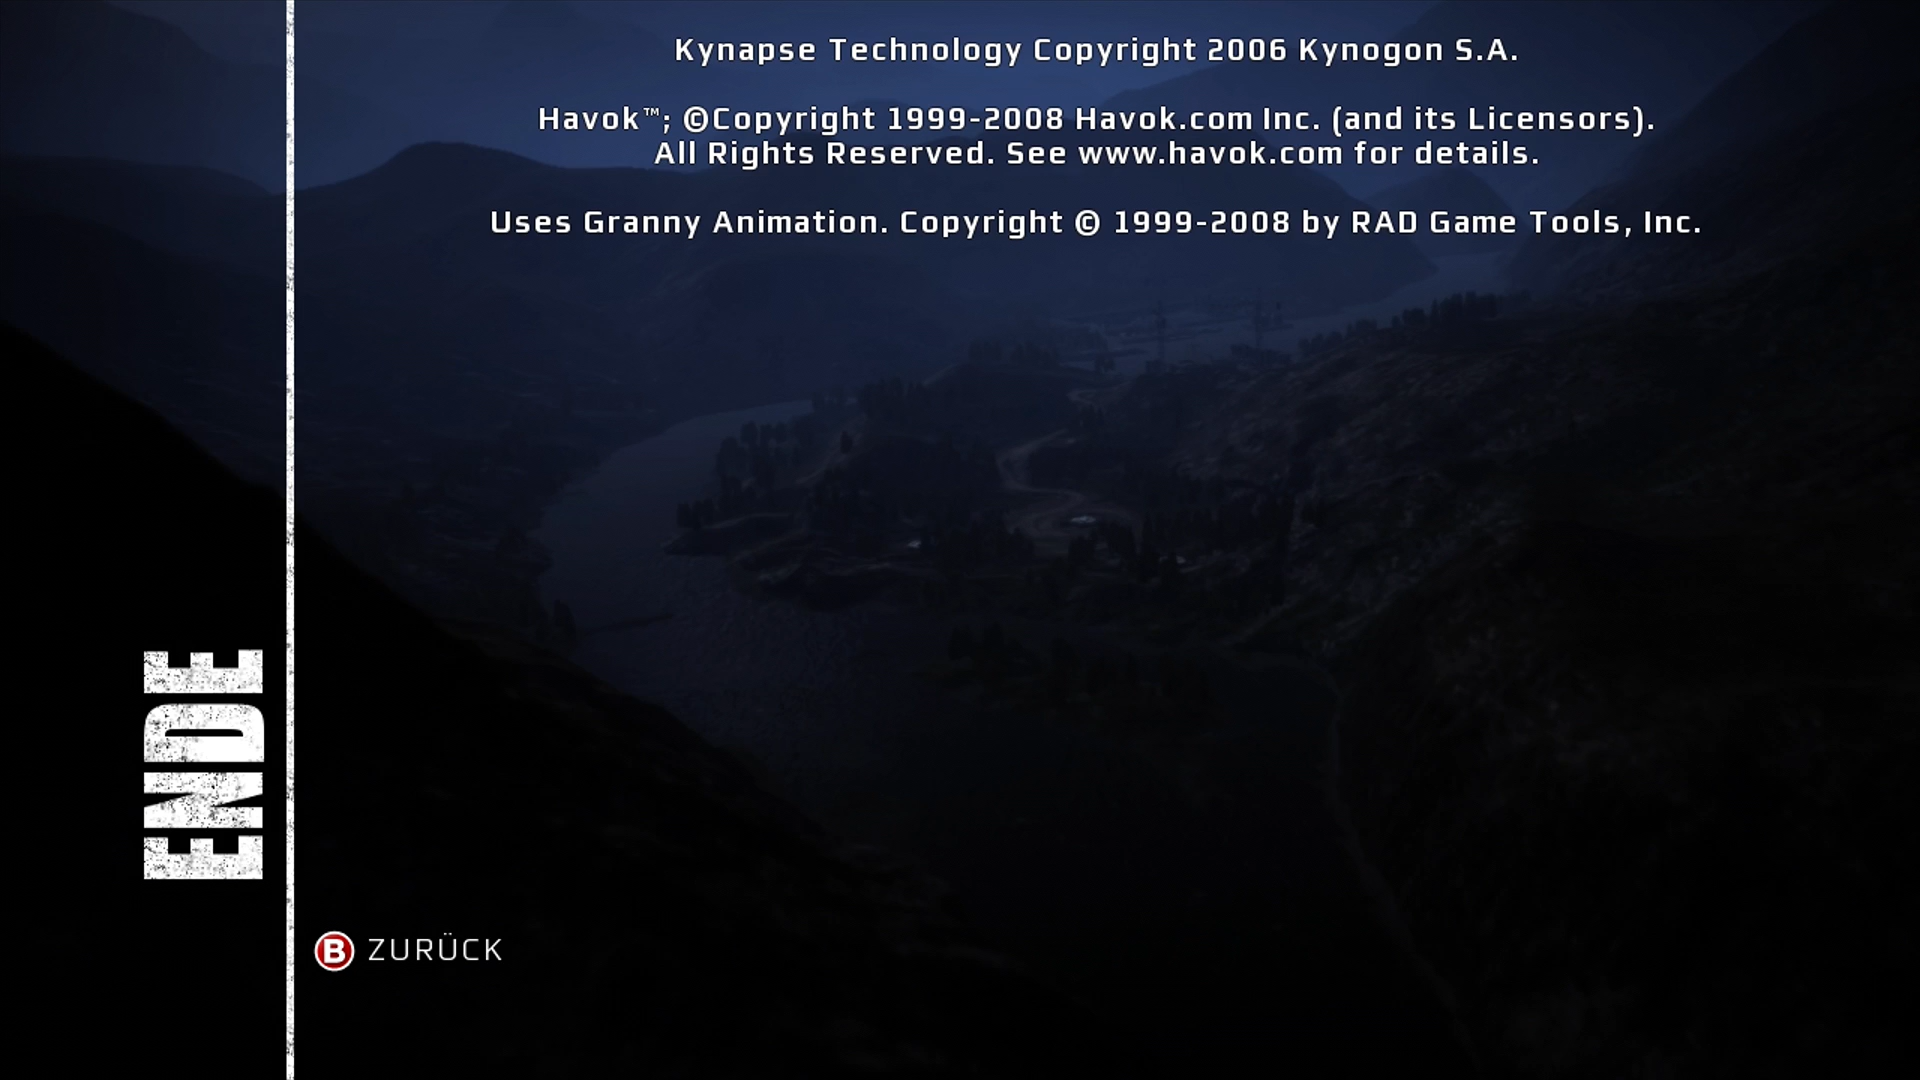 Kynapse Technology Copyright 2006 Kynogon S.A.
Havok™; ©Copyright 1999-2008 Havok.com Inc. (and its Licensors).
All Rights Reserved. See www.havok.com for details.
Uses Granny Animation. Copyright © 1999-2008 by RAD Game Tools, Inc.
ENDE
B ZURÜCK